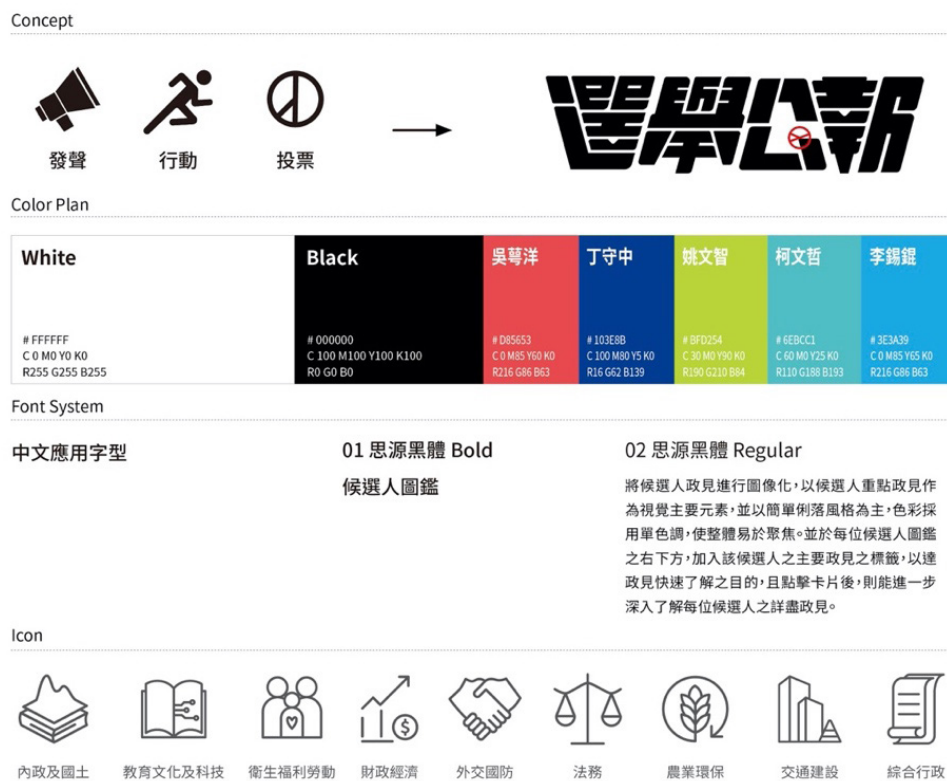 Concept
發聲
行動
投票
選舉公報
Color Plan
White
# FFFFFF
C 0 M0 Y0 K0
R255 G255 B255
Black
# 000000
C 100 M100 Y100 K100
R0 G0 B0
吳萼洋
# D85653
C 0 M85 Y60 K0
R216 G86 B63
丁守中
# 103E8B
C 100 M80 Y5 K0
R16 G62 B139
姚文智
# BFD254
C 30 M0 Y90 K0
R190 G210 B84
柯文哲
# 6EBCC1
C 60 M0 Y25 K0
R110 G188 B193
李錫錕
# 3E3A39
C 0 M85 Y65 K0
R216 G86 B63
Font System
中文應用字型
01 思源黑體 Bold
候選人圖鑑
02 思源黑體 Regular
將候選人政見進行圖像化，以候選人重點政見作
為視覺主要元素，並以簡單俐落風格為主，色彩採
用單色調，使整體易於聚焦。並於每位候選人圖鑑
之右下方，加入該候選人之主要政見之標籤，以達
政見快速了解之目的，且點擊卡片後，則能進一步
深入了解每位候選人之詳盡政見。
Icon
內政及國土
教育文化及科技
衛生福利勞動
財政經濟
外交國防
法務
農業環保
交通建設
綜合行政